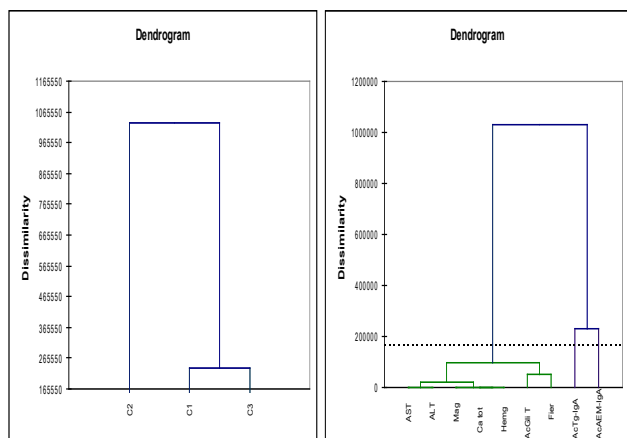 Dendrogram
1165550
1065550
965550
865550
765550
665550
565550
465550
365550
265550
165550
Dissimilarity
C2
C1
C3
Dendrogram
1200000
1000000
800000
600000
400000
200000
0
Dissimilarity
AST
ALT
Mag
Ca tot
Hemg
AcGli T
Fier
AcTg-IgA
AcAEM-IgA